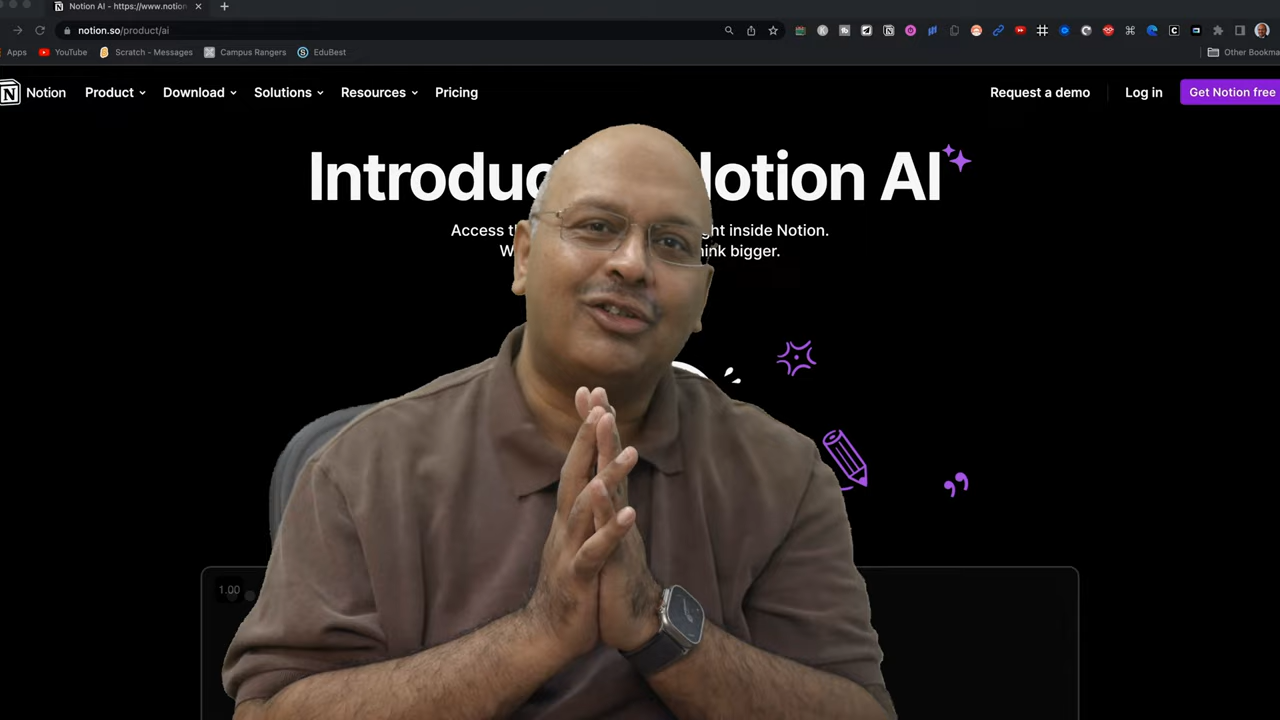 Notion AI - https://www.notion
notion.so/product/ai
Apps YouTube Scratch - Messages Campus Rangers EduBest Other Bookma
Notion Product Download Solutions Resources Pricing Request a demo Log in Get Notion free
Introduc Notion AI
Access t ght inside Notion.
W ink bigger.
1.00